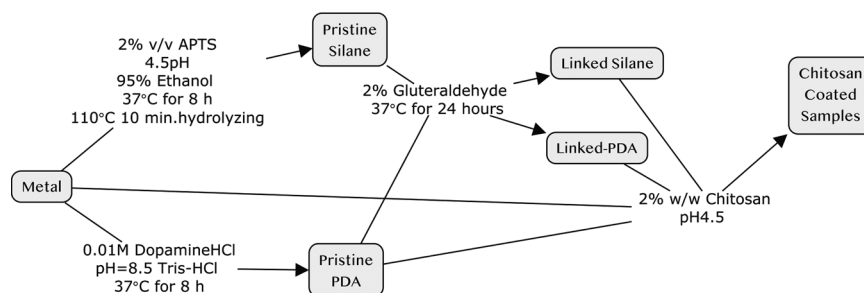 2% v/v APTS
4.5pH
95% Ethanol
37°C for 8 h
110°C 10 min.hydrolyzing
Pristine
Silane
2% Gluteraldehyde
37°C for 24 hours
Linked Silane
Linked-PDA
Chitosan
Coated
Samples
Metal
2% w/w Chitosan
pH4.5
0.01M DopamineHCl
pH=8.5 Tris-HCl
37°C for 8 h
Pristine
PDA